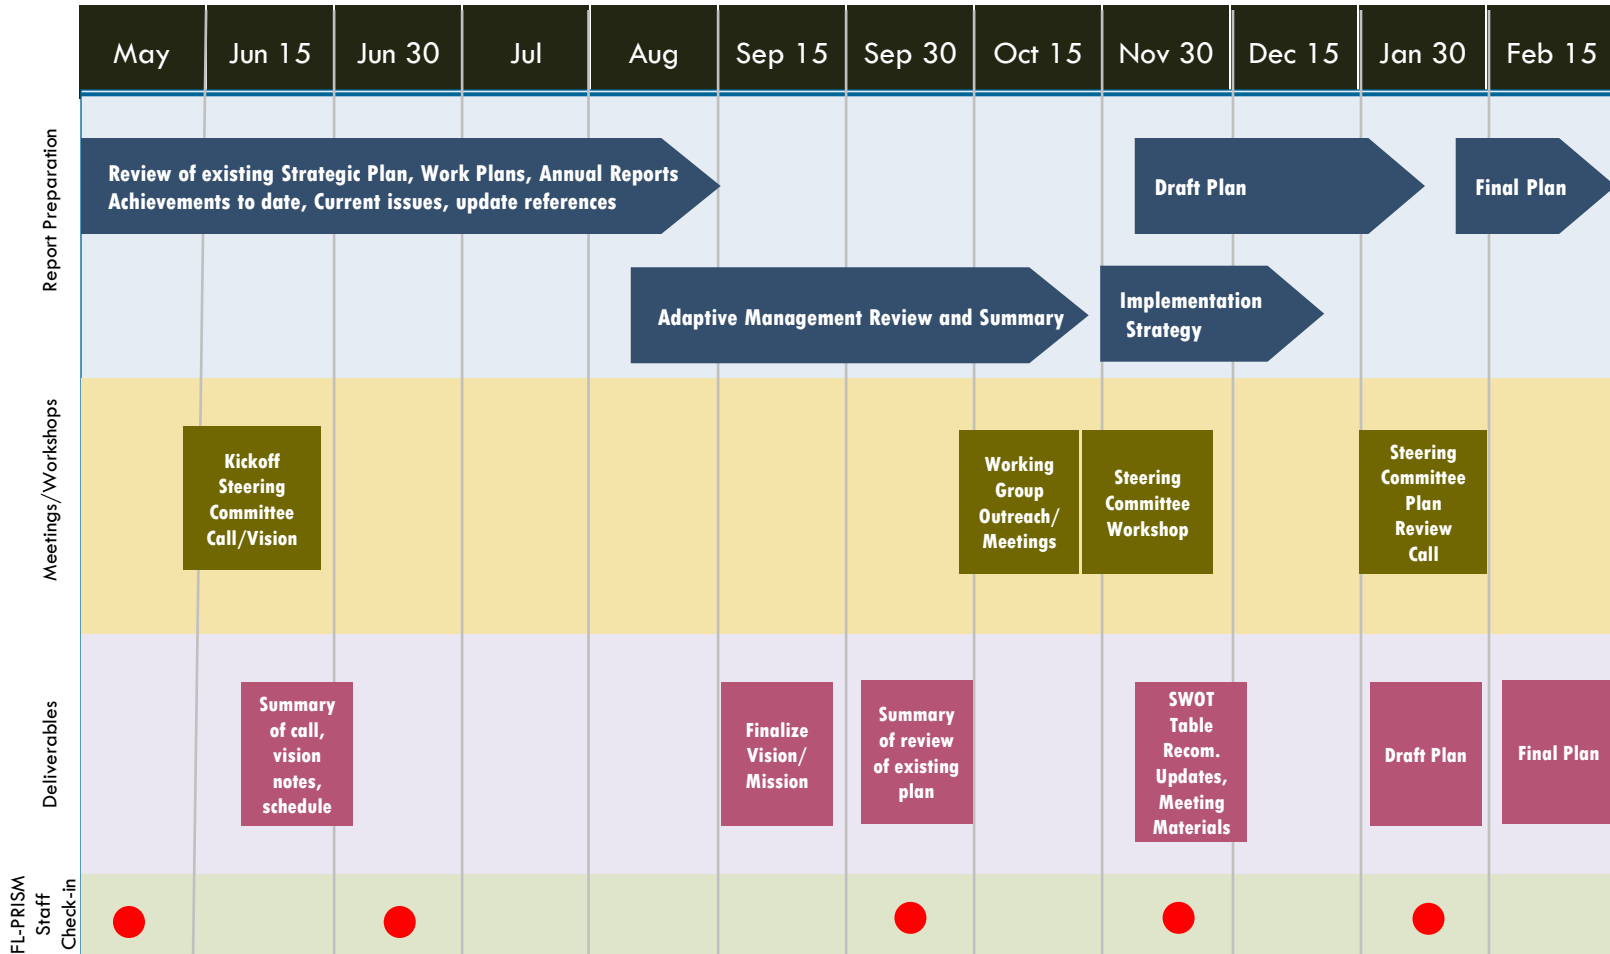 May
Jun 15
Jun 30
Jul
Aug
Sep 15
Sep 30
Oct 15
Nov 30
Dec 15
Jan 30
Feb 15
Report Preparation
Review of existing Strategic Plan, Work Plans, Annual Reports
Achievements to date, Current issues, update references
Draft Plan
Final Plan
Adaptive Management Review and Summary
Implementation
Strategy
Meetings/Workshops
Kickoff
Steering
Committee
Call/Vision
Working
Group
Outreach/
Meetings
Steering
Committee
Workshop
Steering
Committee
Plan
Review
Call
Deliverables
Summary
of call,
vision
notes,
schedule
Finalize
Vision/
Mission
Summary
of review
of existing
plan
SWOT
Table
Recom.
Updates,
Meeting
Materials
Draft Plan
Final Plan
FL-PRISM
Staff
Check-in